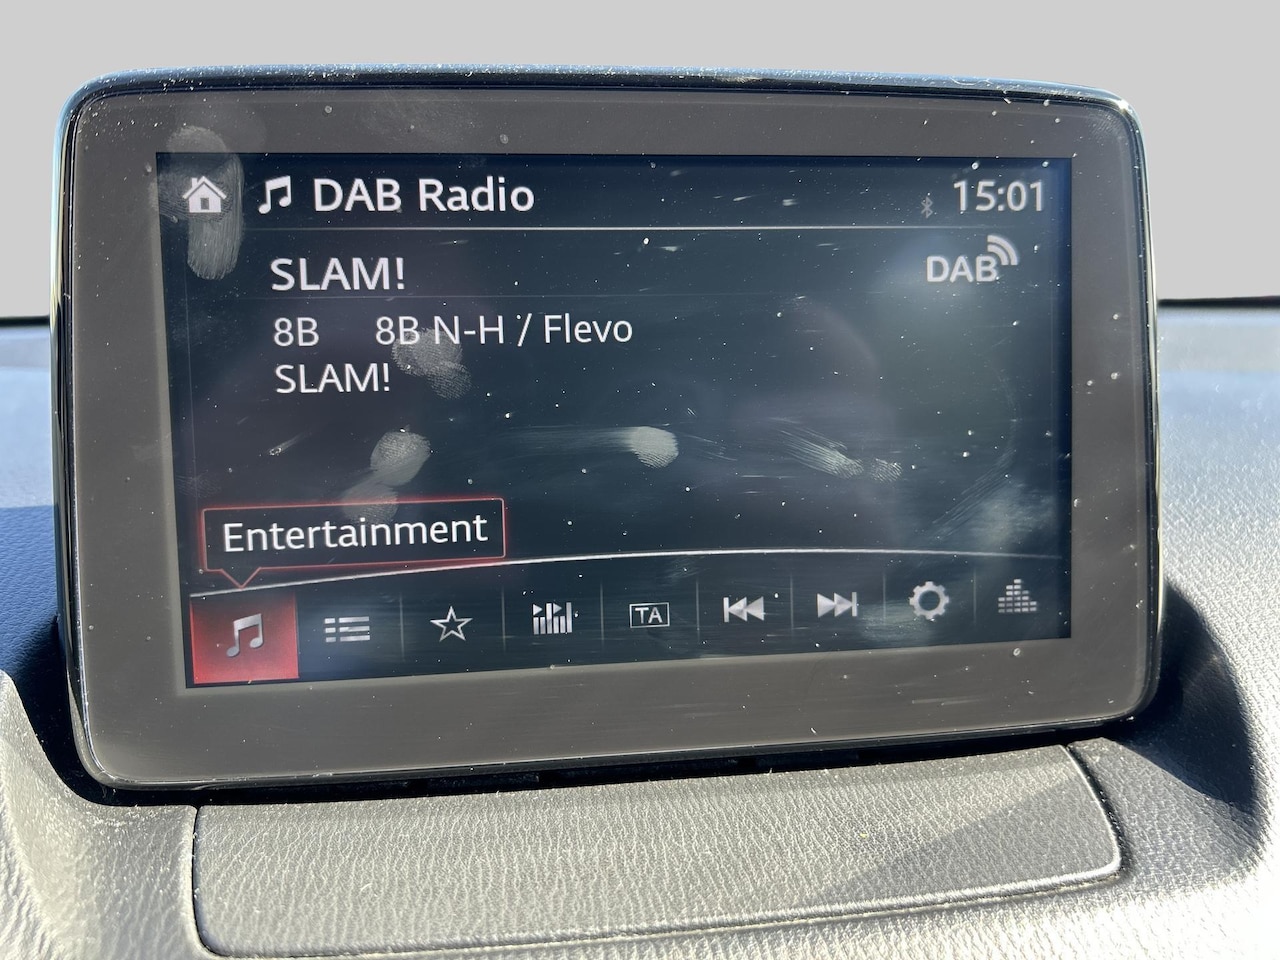 DAB Radio 15:01
SLAM! DAB
8B 8B N-H / Flevo
SLAM!
Entertainment
TA